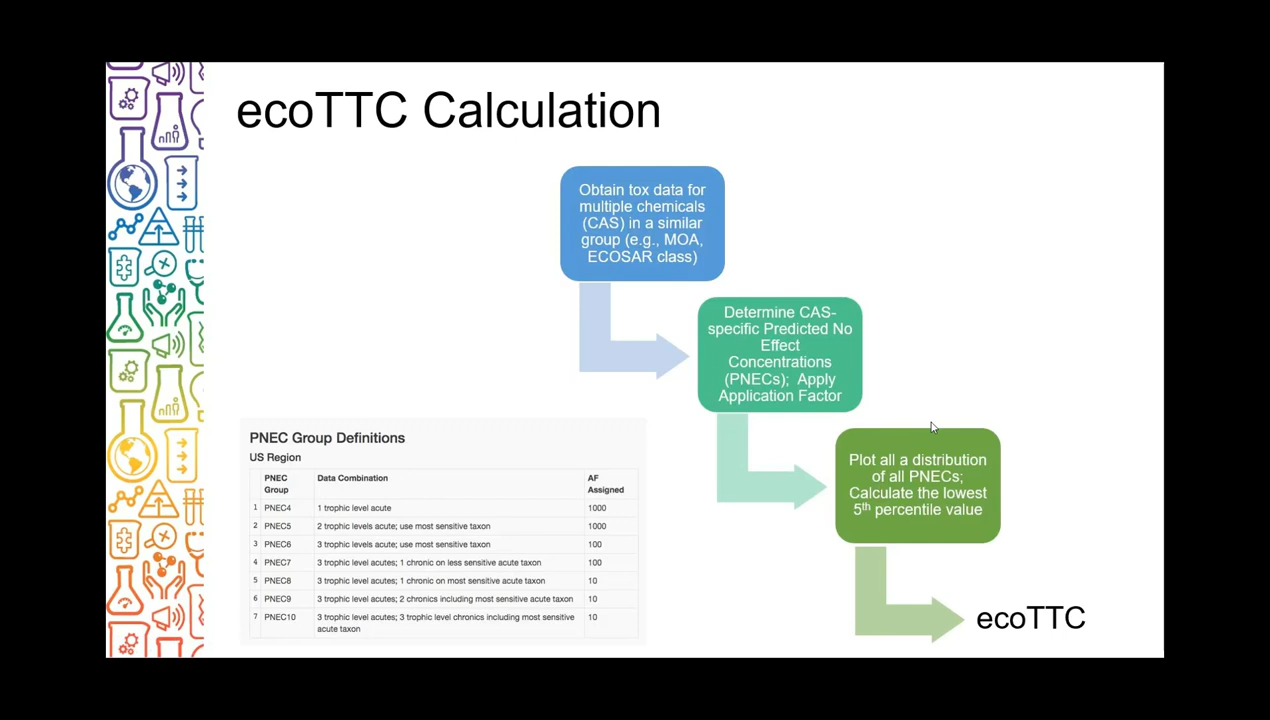 ecoTTC Calculation
Obtain tox data for
multiple chemicals
(CAS) in a similar
group (e.g., MOA,
ECOSAR class)
Determine CAS-
specific Predicted No
Effect
Concentrations
(PNECs);  Apply
Application Factor
Plot all a distribution
of all PNECs;
Calculate the lowest
5th percentile value
ecoTTC
PNEC Group Definitions
US Region
PNEC Group | Data Combination | AF Assigned
1 PNEC4 1 trophic level acute 1000
2 PNEC5 2 trophic levels acute; use most sensitive taxon 1000
3 PNEC6 3 trophic levels acute; use most sensitive taxon 100
4 PNEC7 3 trophic level acutes; 1 chronic on less sensitive acute taxon 100
5 PNEC8 3 trophic level acutes; 1 chronic on most sensitive acute taxon 10
6 PNEC9 3 trophic level acutes; 2 chronics including most sensitive acute taxon 10
7 PNEC10 3 trophic level acutes; 3 trophic level chronics including most sensitive 10
acute taxon